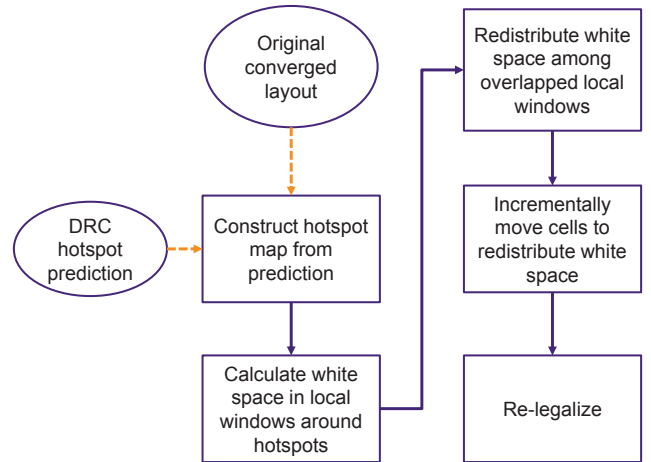 Original
converged
layout
DRC
hotspot
prediction
Construct hotspot
map from
prediction
Calculate white
space in local
windows around
hotspots
Redistribute white
space among
overlapped local
windows
Incrementally
move cells to
redistribute white
space
Re-legalize